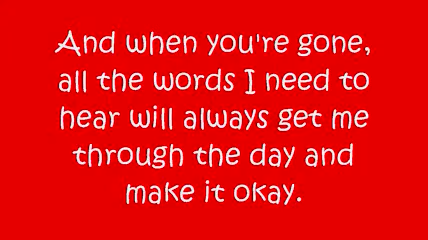 And when you're gone,
all the words I need to
hear will always get me
through the day and
make it okay.